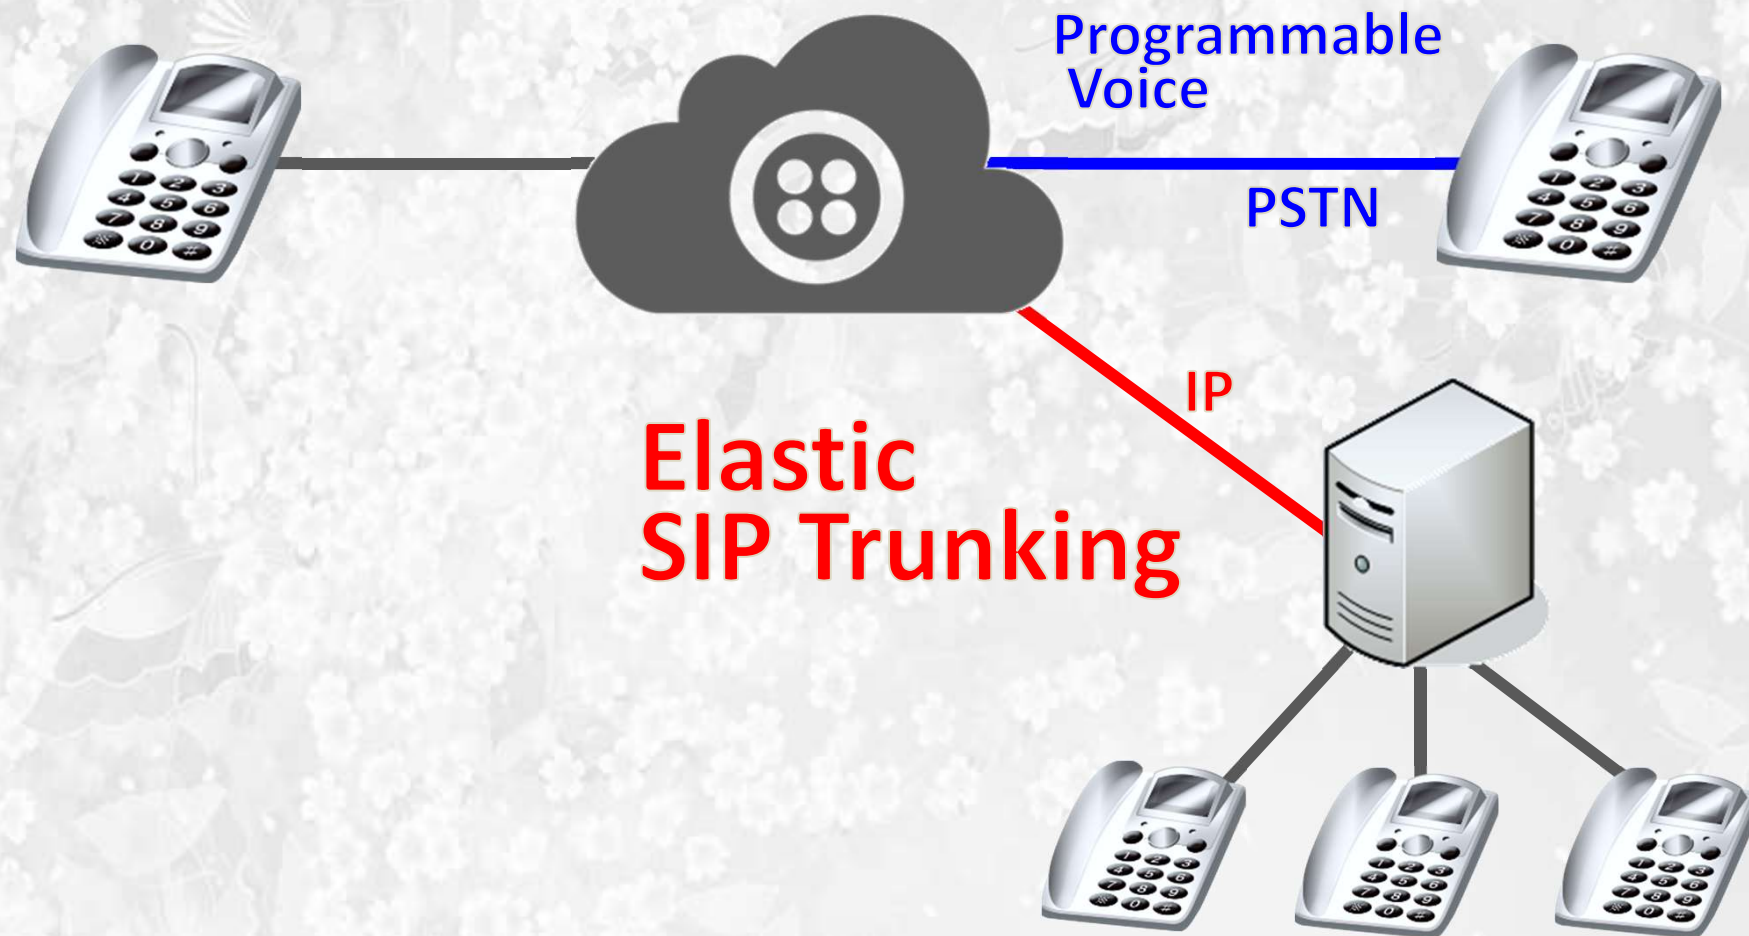 Programmable
Voice
PSTN
IP
Elastic
SIP Trunking